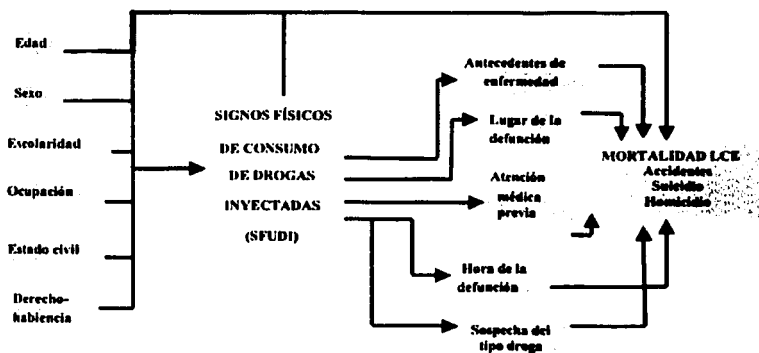 Edad
Sexo
Escolaridad
Ocupación
Estado civil
Derecho-
habiencia
SIGNOS FÍSICOS
DE CONSUMO
DE DROGAS
INYECTADAS
(SFUDI)
Antecedentes de
enfermedad
Lugar de la
defunción
Atención
médica
previa
Hora de la
defunción
Sospecha del
tipo droga
MORTALIDAD LCE
Accidentes
Suicidio
Homicidio